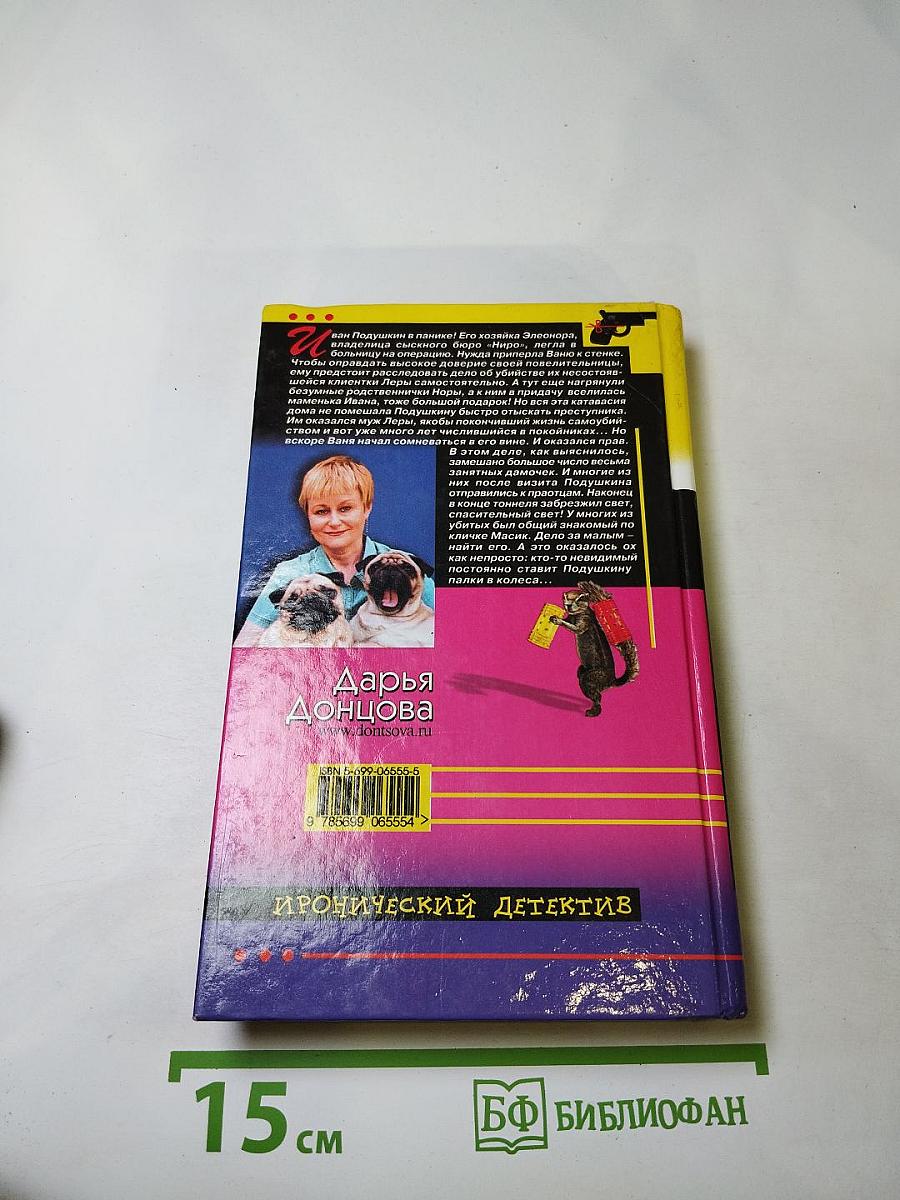 Иван Подушкин в панике! Его хозяйка Элеонора,
владелица сыскного бюро «Ниро», легла в
больницу на операцию. Нужда приперла Ваню к стенке.
Чтобы оправдать высокое доверие своей повелительницы,
ему предстоит расследовать дело об убийстве их несостояв-
шейся клиентки Леры самостоятельно. А тут еще нагрянули
безумные родственнички Норы, а к ним в придачу вселилась
маменька Ивана, тоже большой подарок! Но вся эта катавасия
дома не помешала Подушкину быстро отыскать преступника.
Им оказался муж Леры, якобы покончивший жизнь самоубий-
ством и вот уже много лет числившийся в покойниках... Но
вскоре Ваня начал сомневаться в его вине. И оказался прав.
В этом деле, как выяснилось,
замешано большое число весьма
занятных дамочек. И многие из
них после визита Подушкина
отправились к праотцам. Наконец
в конце тоннеля забрезжил свет,
спасительный свет! У многих из
убитых был общий знакомый по
кличке Масик. Дело за малым –
найти его. А это оказалось ох
как непросто: кто-то невидимый
постоянно ставит Подушкину
палки в колеса...
Дарья
Донцова
www.dontsova.ru
ISBN 5-699-06555-5
9 785699 065554 >
ИРОНИЧЕСКИЙ ДЕТЕКТИВ
15 см
БФ БИБЛИОФАН